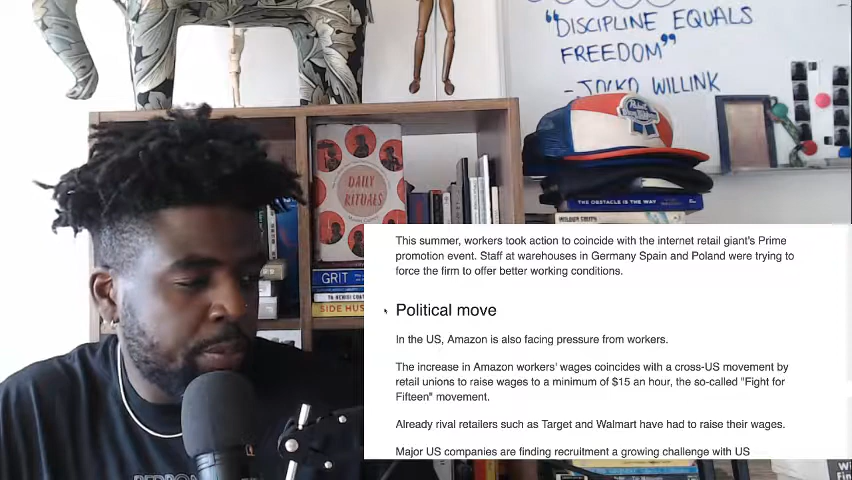 "DISCIPLINE EQUALS
FREEDOM"
- JOCKO WILLINK
DAILY
RITUALS
THE OBSTACLE IS THE WAY
GRIT
SIDE HUS
This summer, workers took action to coincide with the internet retail giant's Prime
promotion event. Staff at warehouses in Germany Spain and Poland were trying to
force the firm to offer better working conditions.
Political move
In the US, Amazon is also facing pressure from workers.
The increase in Amazon workers' wages coincides with a cross-US movement by
retail unions to raise wages to a minimum of $15 an hour, the so-called "Fight for
Fifteen" movement.
Already rival retailers such as Target and Walmart have had to raise their wages.
Major US companies are finding recruitment a growing challenge with US